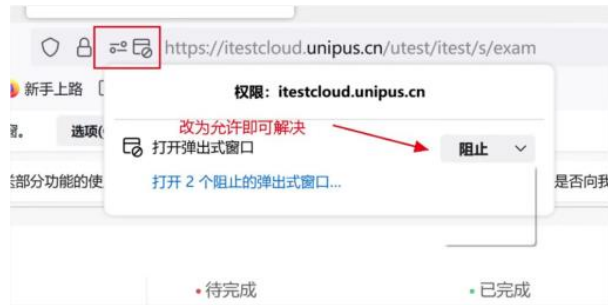 https://itestcloud.unipus.cn/utest/itest/s/exam
新手上路
权限：itestcloud.unipus.cn
窗。 选项(
改为允许即可解决
打开弹出式窗口 阻止
部分功能的使 打开 2 个阻止的弹出式窗口... 是否向我
•待完成 •已完成